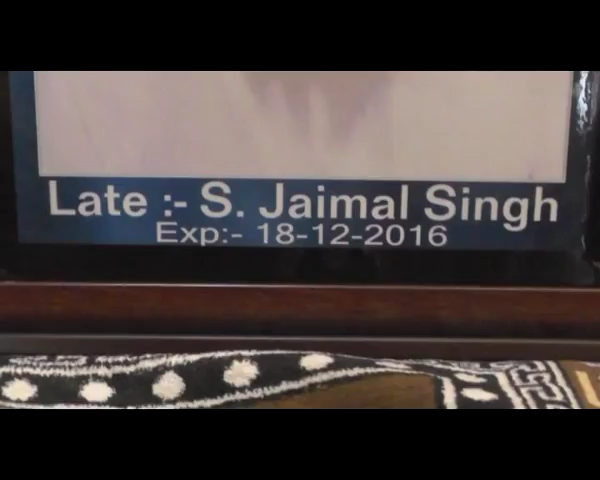 Late :- S. Jaimal Singh
Exp:- 18-12-2016